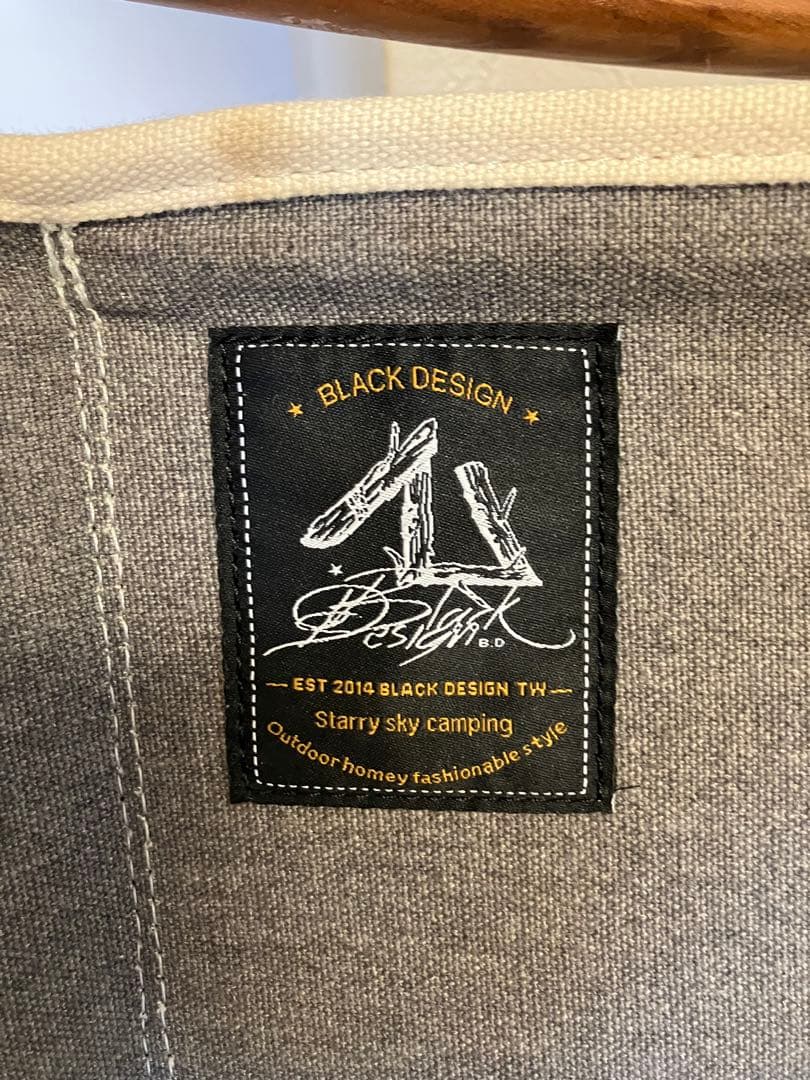 ★ BLACK DESIGN ★
Black
Design B.D
EST 2014 BLACK DESIGN TW
Starry sky camping
Outdoor homey fashionable style